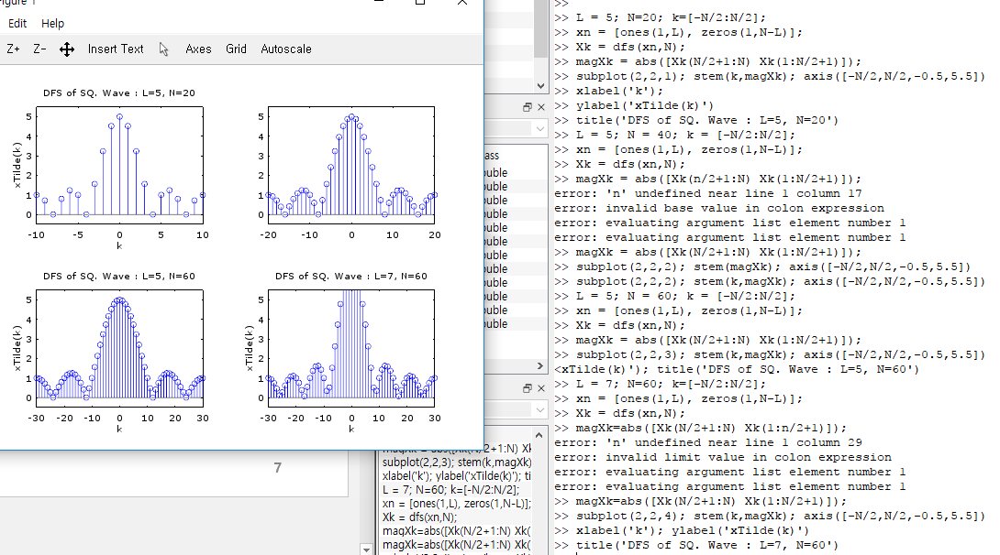 Figure 1
Edit Help
Z+ Z- Insert Text Axes Grid Autoscale
DFS of SQ. Wave : L=5, N=20
5
4
3
2
1
0
xTilde(k)
-10 -5 0 5 10
k
5
4
3
2
1
0
-20 -10 0 10 20
DFS of SQ. Wave : L=5, N=60
5
4
3
2
1
0
xTilde(k)
-30 -20 -10 0 10 20 30
k
DFS of SQ. Wave : L=7, N=60
5
4
3
2
1
0
xTilde(k)
-30 -20 -10 0 10 20 30
k
7
ass
uble
uble
uble
uble
uble
uble
uble
uble
uble
uble
uble
uble
magXk = abs([Xk(N/2+1:N) Xk
subplot(2,2,3); stem(k,magXk)
xlabel('k'); ylabel('xTilde(k)'); ti
L = 7; N=60; k=[-N/2:N/2];
xn = [ones(1,L), zeros(1,N-L)];
Xk = dfs(xn,N);
magXk=abs([Xk(N/2+1:N) Xk(
magXk=abs([Xk(N/2+1:N) Xk(
>>
>> L = 5; N=20; k=[-N/2:N/2];
>> xn = [ones(1,L), zeros(1,N-L)];
>> Xk = dfs(xn,N);
>> magXk = abs([Xk(N/2+1:N) Xk(1:N/2+1)]);
>> subplot(2,2,1); stem(k,magXk); axis([-N/2,N/2,-0.5,5.5])
>> xlabel('k');
>> ylabel('xTilde(k)')
>> title('DFS of SQ. Wave : L=5, N=20')
>> L = 5; N = 40; k = [-N/2:N/2];
>> xn = [ones(1,L), zeros(1,N-L)];
>> Xk = dfs(xn,N);
>> magXk = abs([Xk(n/2+1:N) Xk(1:N/2+1)]);
error: 'n' undefined near line 1 column 17
error: invalid base value in colon expression
error: evaluating argument list element number 1
error: evaluating argument list element number 1
>> magXk = abs([Xk(N/2+1:N) Xk(1:N/2+1)]);
>> subplot(2,2,2); stem(magXk); axis([-N/2,N/2,-0.5,5.5])
>> subplot(2,2,2); stem(k,magXk); axis([-N/2,N/2,-0.5,5.5])
>> L = 5; N = 60; k = [-N/2:N/2];
>> xn = [ones(1,L), zeros(1,N-L)];
>> Xk = dfs(xn,N);
>> magXk = abs([Xk(N/2+1:N) Xk(1:N/2+1)]);
>> subplot(2,2,3); stem(k,magXk); axis([-N/2,N/2,-0.5,5.5])
<xTilde(k)'); title('DFS of SQ. Wave : L=5, N=60')
>> L = 7; N=60; k=[-N/2:N/2];
>> xn = [ones(1,L), zeros(1,N-L)];
>> Xk = dfs(xn,N);
>> magXk=abs([Xk(N/2+1:N) Xk(1:n/2+1)]);
error: 'n' undefined near line 1 column 29
error: invalid limit value in colon expression
error: evaluating argument list element number 1
error: evaluating argument list element number 1
>> magXk=abs([Xk(N/2+1:N) Xk(1:N/2+1)]);
>> subplot(2,2,4); stem(k,magXk); axis([-N/2,N/2,-0.5,5.5])
>> xlabel('k'); ylabel('xTilde(k)')
>> title('DFS of SQ. Wave : L=7, N=60')